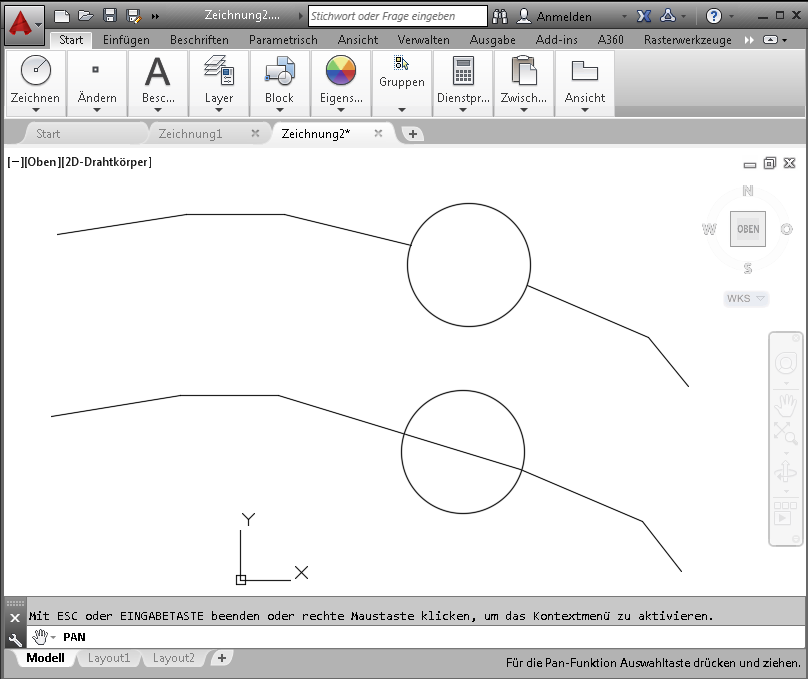 Zeichnung2....
Stichwort oder Frage eingeben
Anmelden
Start Einfügen Beschriften Parametrisch Ansicht Verwalten Ausgabe Add-ins A360 Rasterwerkzeuge
Zeichnen Ändern Besc... Layer Block Eigens... Gruppen Dienstpr... Zwisch... Ansicht
Start Zeichnung1 Zeichnung2*
[−][Oben][2D-Drahtkörper]
N
W OBEN O
S
WKS
Y
X
Mit ESC oder EINGABETASTE beenden oder rechte Maustaste klicken, um das Kontextmenü zu aktivieren.
PAN
Modell Layout1 Layout2
Für die Pan-Funktion Auswahltaste drücken und ziehen.